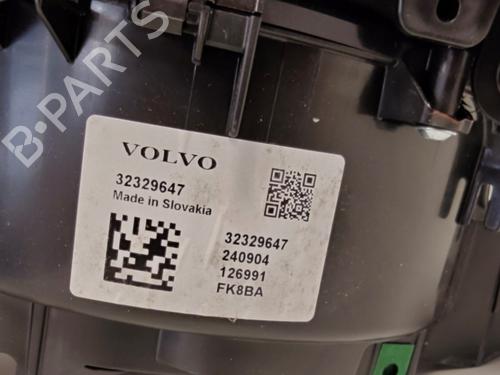 B-PARTS
VOLVO
32329647
Made in Slovakia
32329647
240904
126991
FK8BA